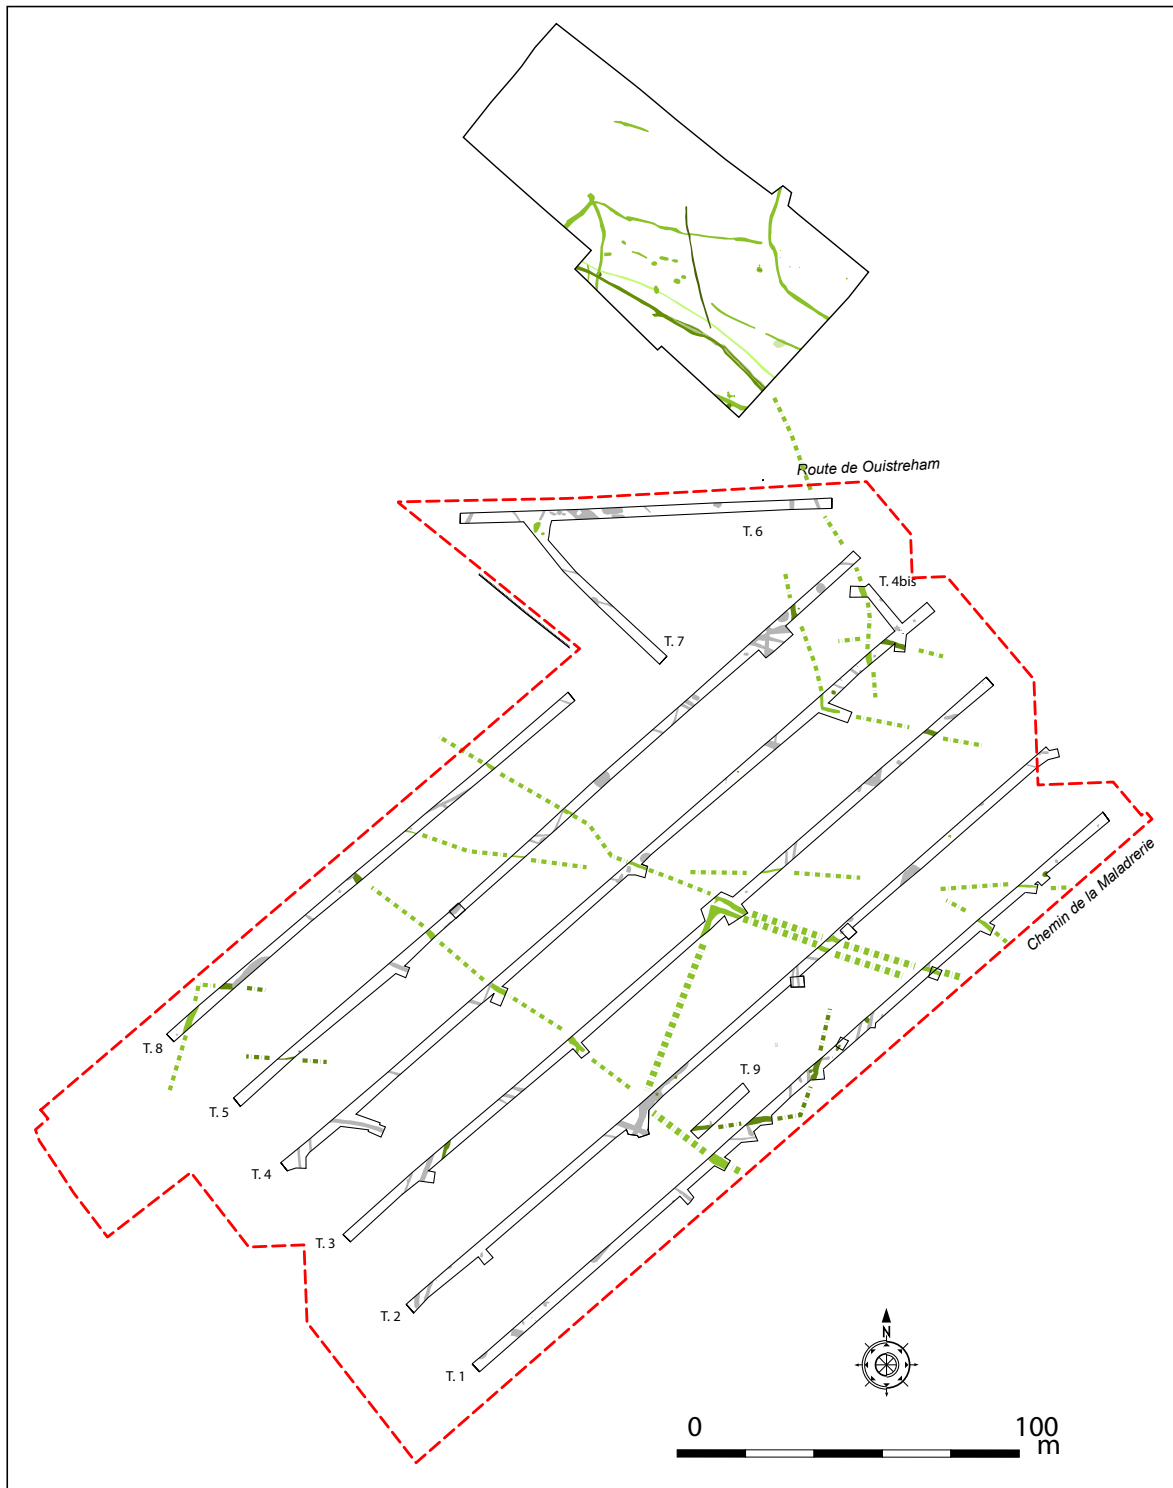 Route de Ouistreham
T. 6
T. 4bis
T. 7
Chemin de la Maladrerie
T. 8
T. 9
T. 5
T. 4
T. 3
T. 2
T. 1
N
0 100
m